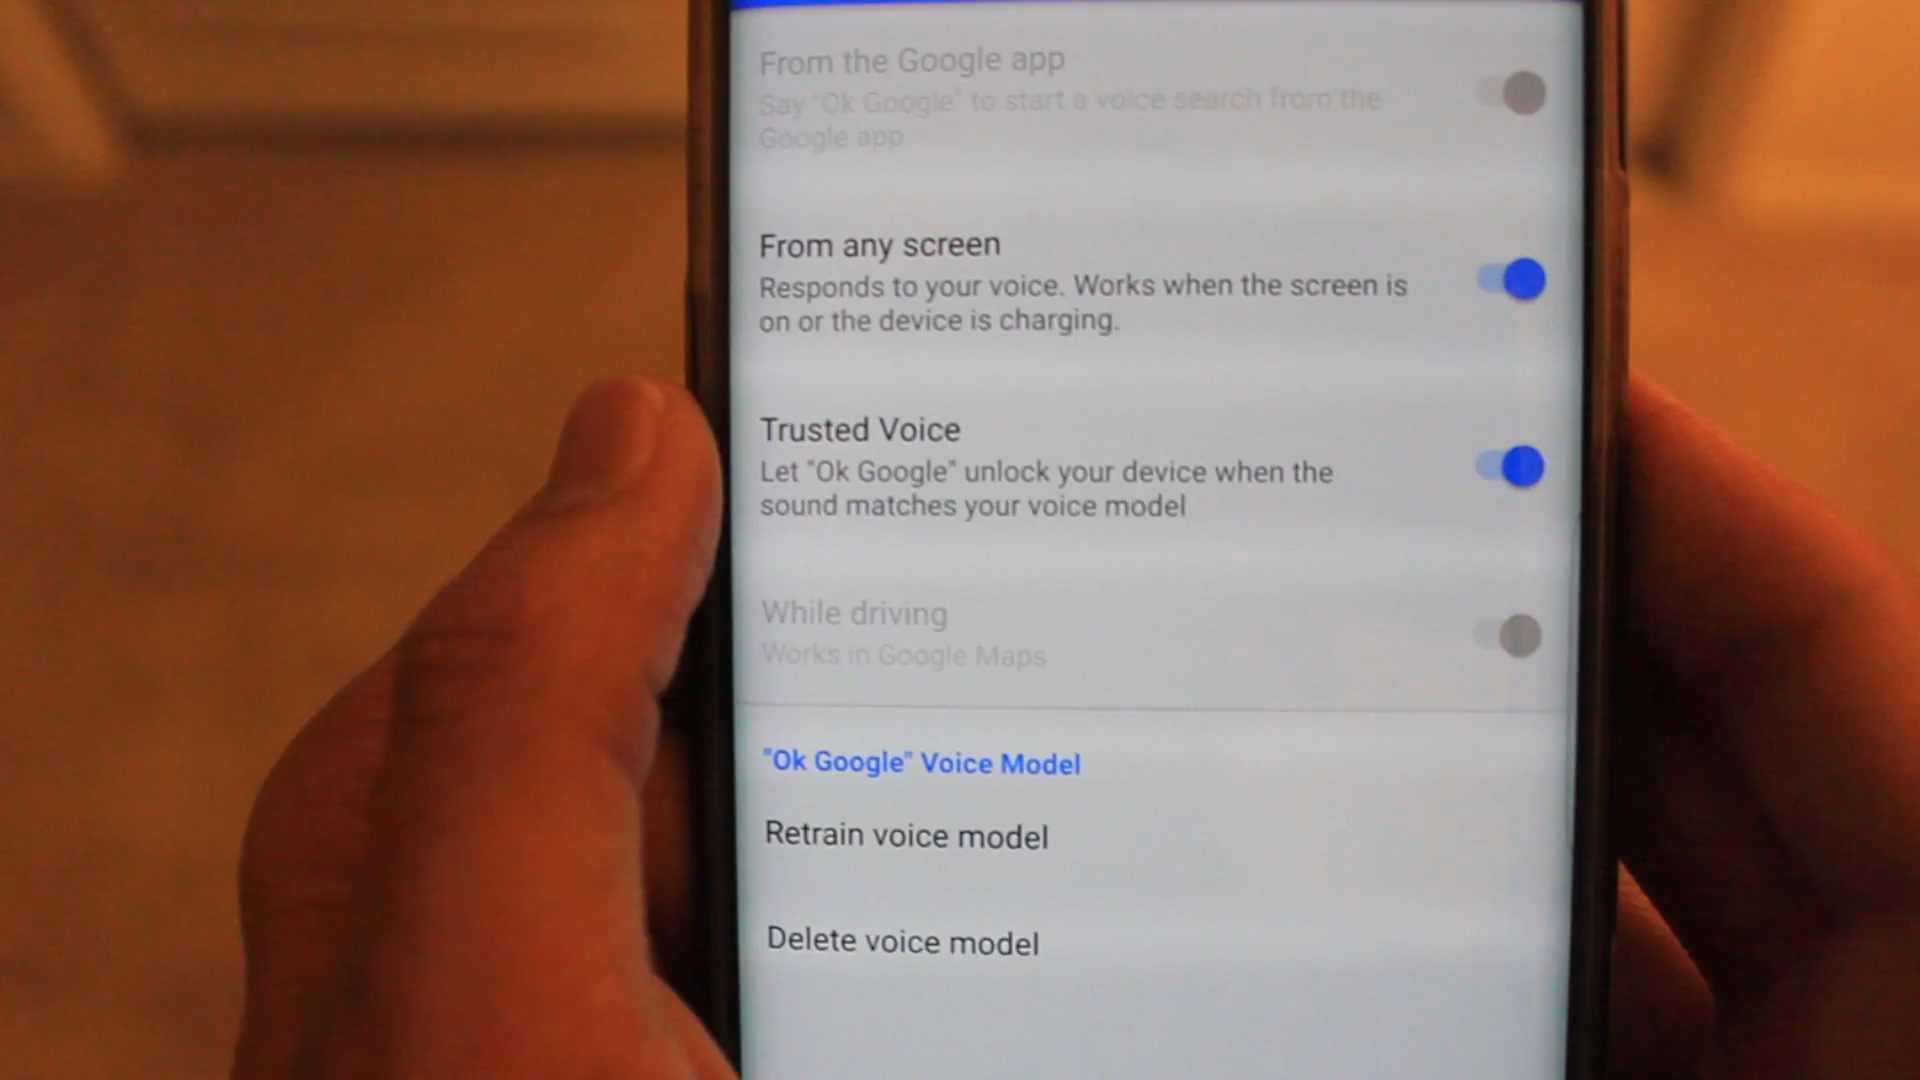 From the Google app
Say "Ok Google" to start a voice search from the
Google app
From any screen
Responds to your voice. Works when the screen is
on or the device is charging.
Trusted Voice
Let "Ok Google" unlock your device when the
sound matches your voice model
While driving
Works in Google Maps
"Ok Google" Voice Model
Retrain voice model
Delete voice model